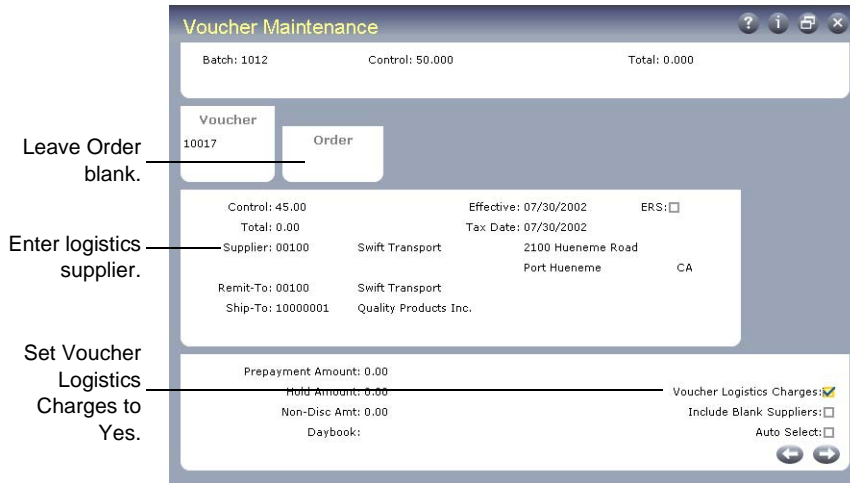 Voucher Maintenance
? i
Batch: 1012 Control: 50.000 Total: 0.000
Voucher
10017
Order
Leave Order
blank.
Control: 45.00 Effective: 07/30/2002 ERS:
Total: 0.00 Tax Date: 07/30/2002
Enter logistics
supplier.
Supplier: 00100 Swift Transport 2100 Hueneme Road
Port Hueneme CA
Remit-To: 00100 Swift Transport
Ship-To: 10000001 Quality Products Inc.
Set Voucher
Logistics
Charges to
Yes.
Prepayment Amount: 0.00
Hold Amount: 0.00 Voucher Logistics Charges:
Non-Disc Amt: 0.00 Include Blank Suppliers:
Daybook: Auto Select: